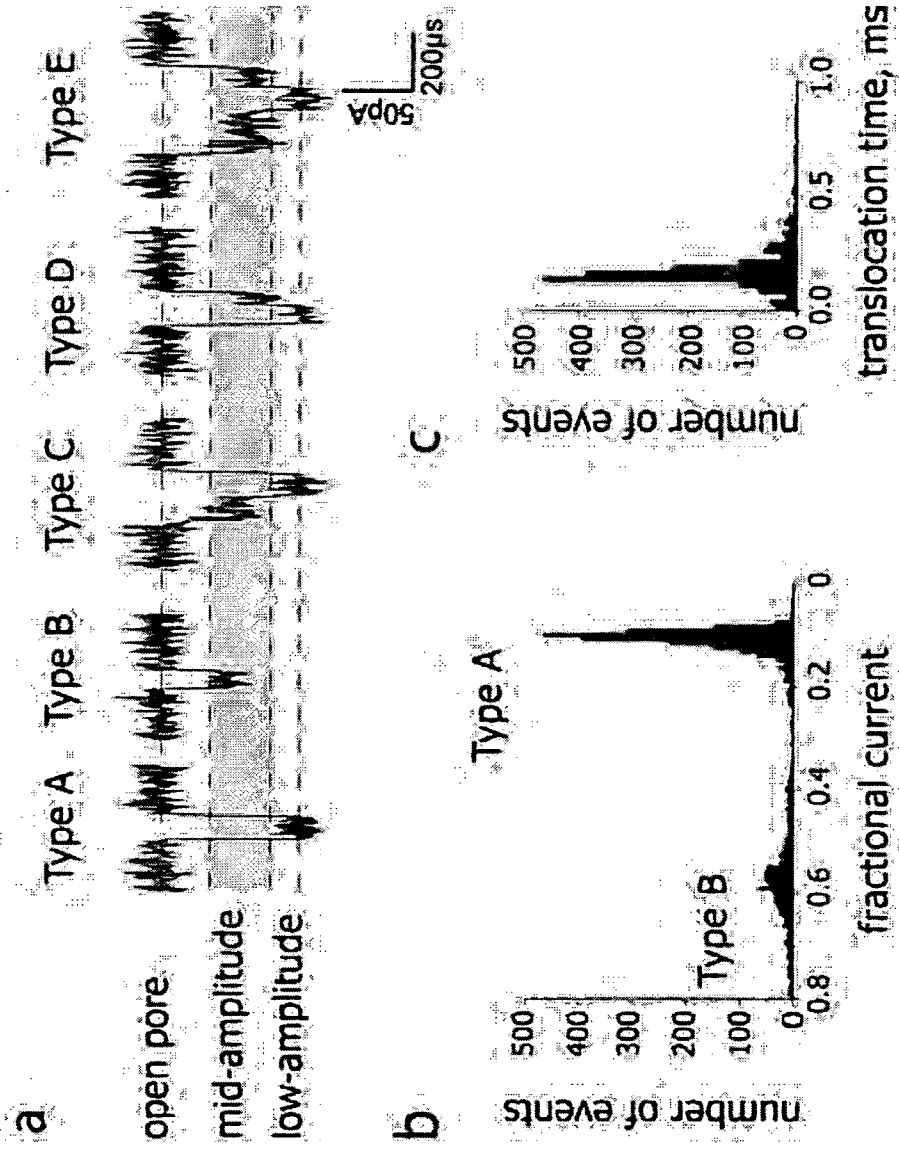 a
Type A Type B Type C Type D Type E
open pore
mid-amplitude
low-amplitude
50pA
200µs
b
number of events
500
400
300
200
100
0
Type B
Type A
0.8 0.6 0.4 0.2 0
fractional current
c
number of events
500
400
300
200
100
0
0.0 0.5 1.0
translocation time, ms